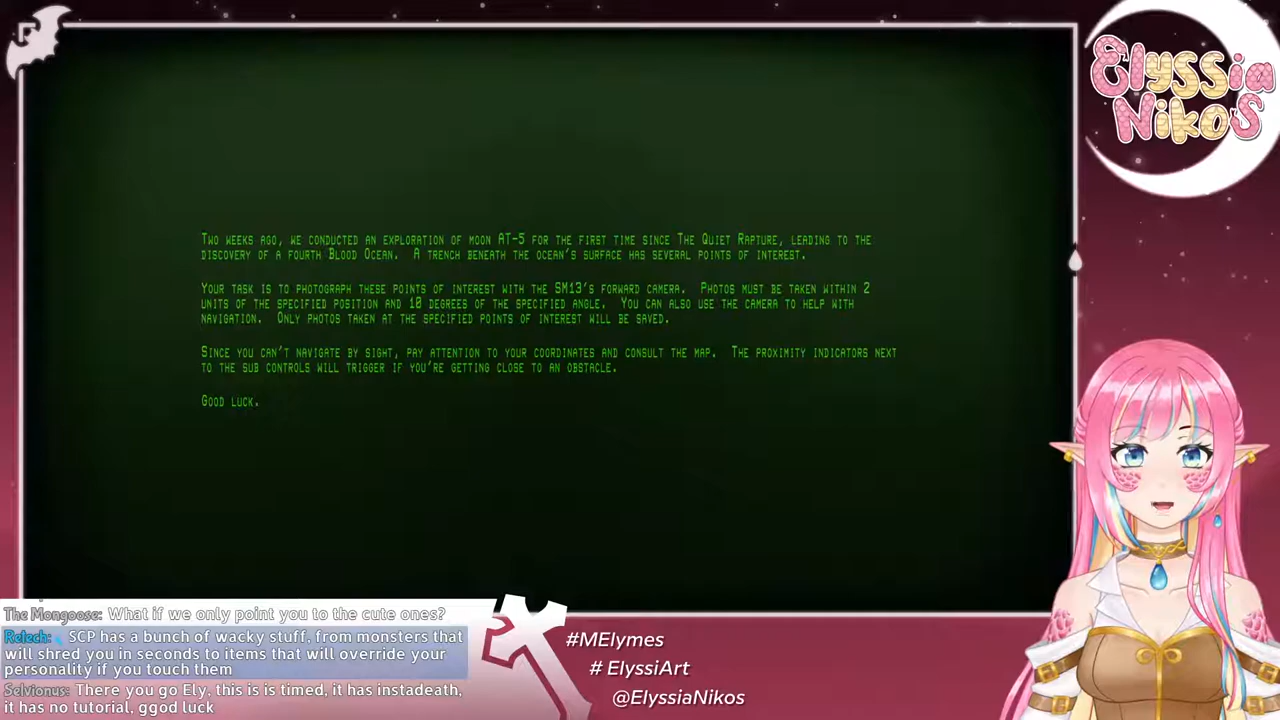 Elyssia
Nikos
Two weeks ago, we conducted an exploration of moon AT-5 for the first time since The Quiet Rapture, leading to the
discovery of a fourth Blood Ocean. A trench beneath the ocean's surface has several points of interest.
Your task is to photograph these points of interest with the SM13's forward camera. Photos must be taken within 2
units of the specified position and 10 degrees of the specified angle. You can also use the camera to help with
navigation. Only photos taken at the specified points of interest will be saved.
Since you can't navigate by sight, pay attention to your coordinates and consult the map. The proximity indicators next
to the sub controls will trigger if you're getting close to an obstacle.
Good luck.
The Mongoose: What if we only point you to the cute ones?
Relech: SCP has a bunch of wacky stuff, from monsters that
will shred you in seconds to items that will override your
personality if you touch them
Selvionus: There you go Ely, this is is timed, it has instadeath,
it has no tutorial, ggod luck
#MElymes
# ElyssiArt
@ElyssiaNikos